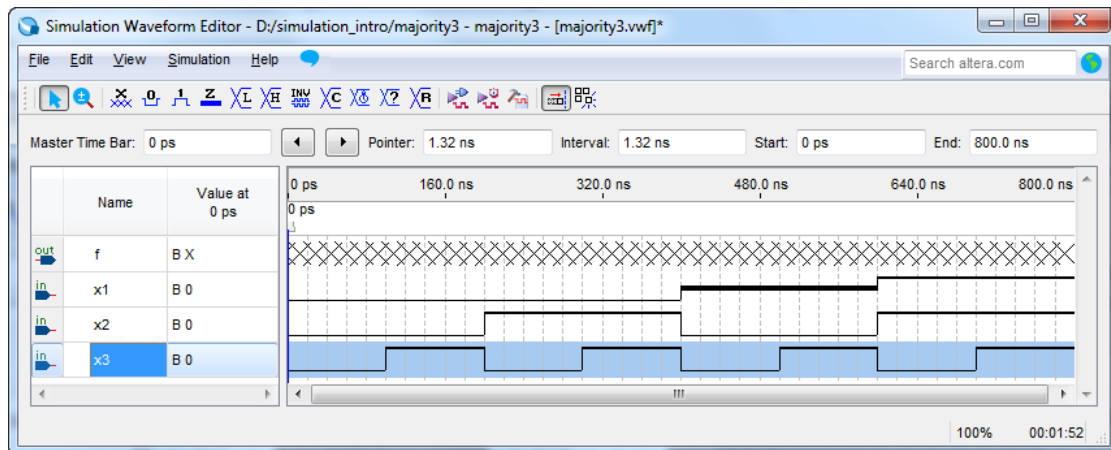 Simulation Waveform Editor - D:/simulation_intro/majority3 - majority3 - [majority3.vwf]*
File Edit View Simulation Help Search altera.com
Master Time Bar: 0 ps Pointer: 1.32 ns Interval: 1.32 ns Start: 0 ps End: 800.0 ns
Name Value at 0 ps
0 ps 160.0 ns 320.0 ns 480.0 ns 640.0 ns 800.0 ns
0 ps
out f B X
in x1 B 0
in x2 B 0
in x3 B 0
100% 00:01:52